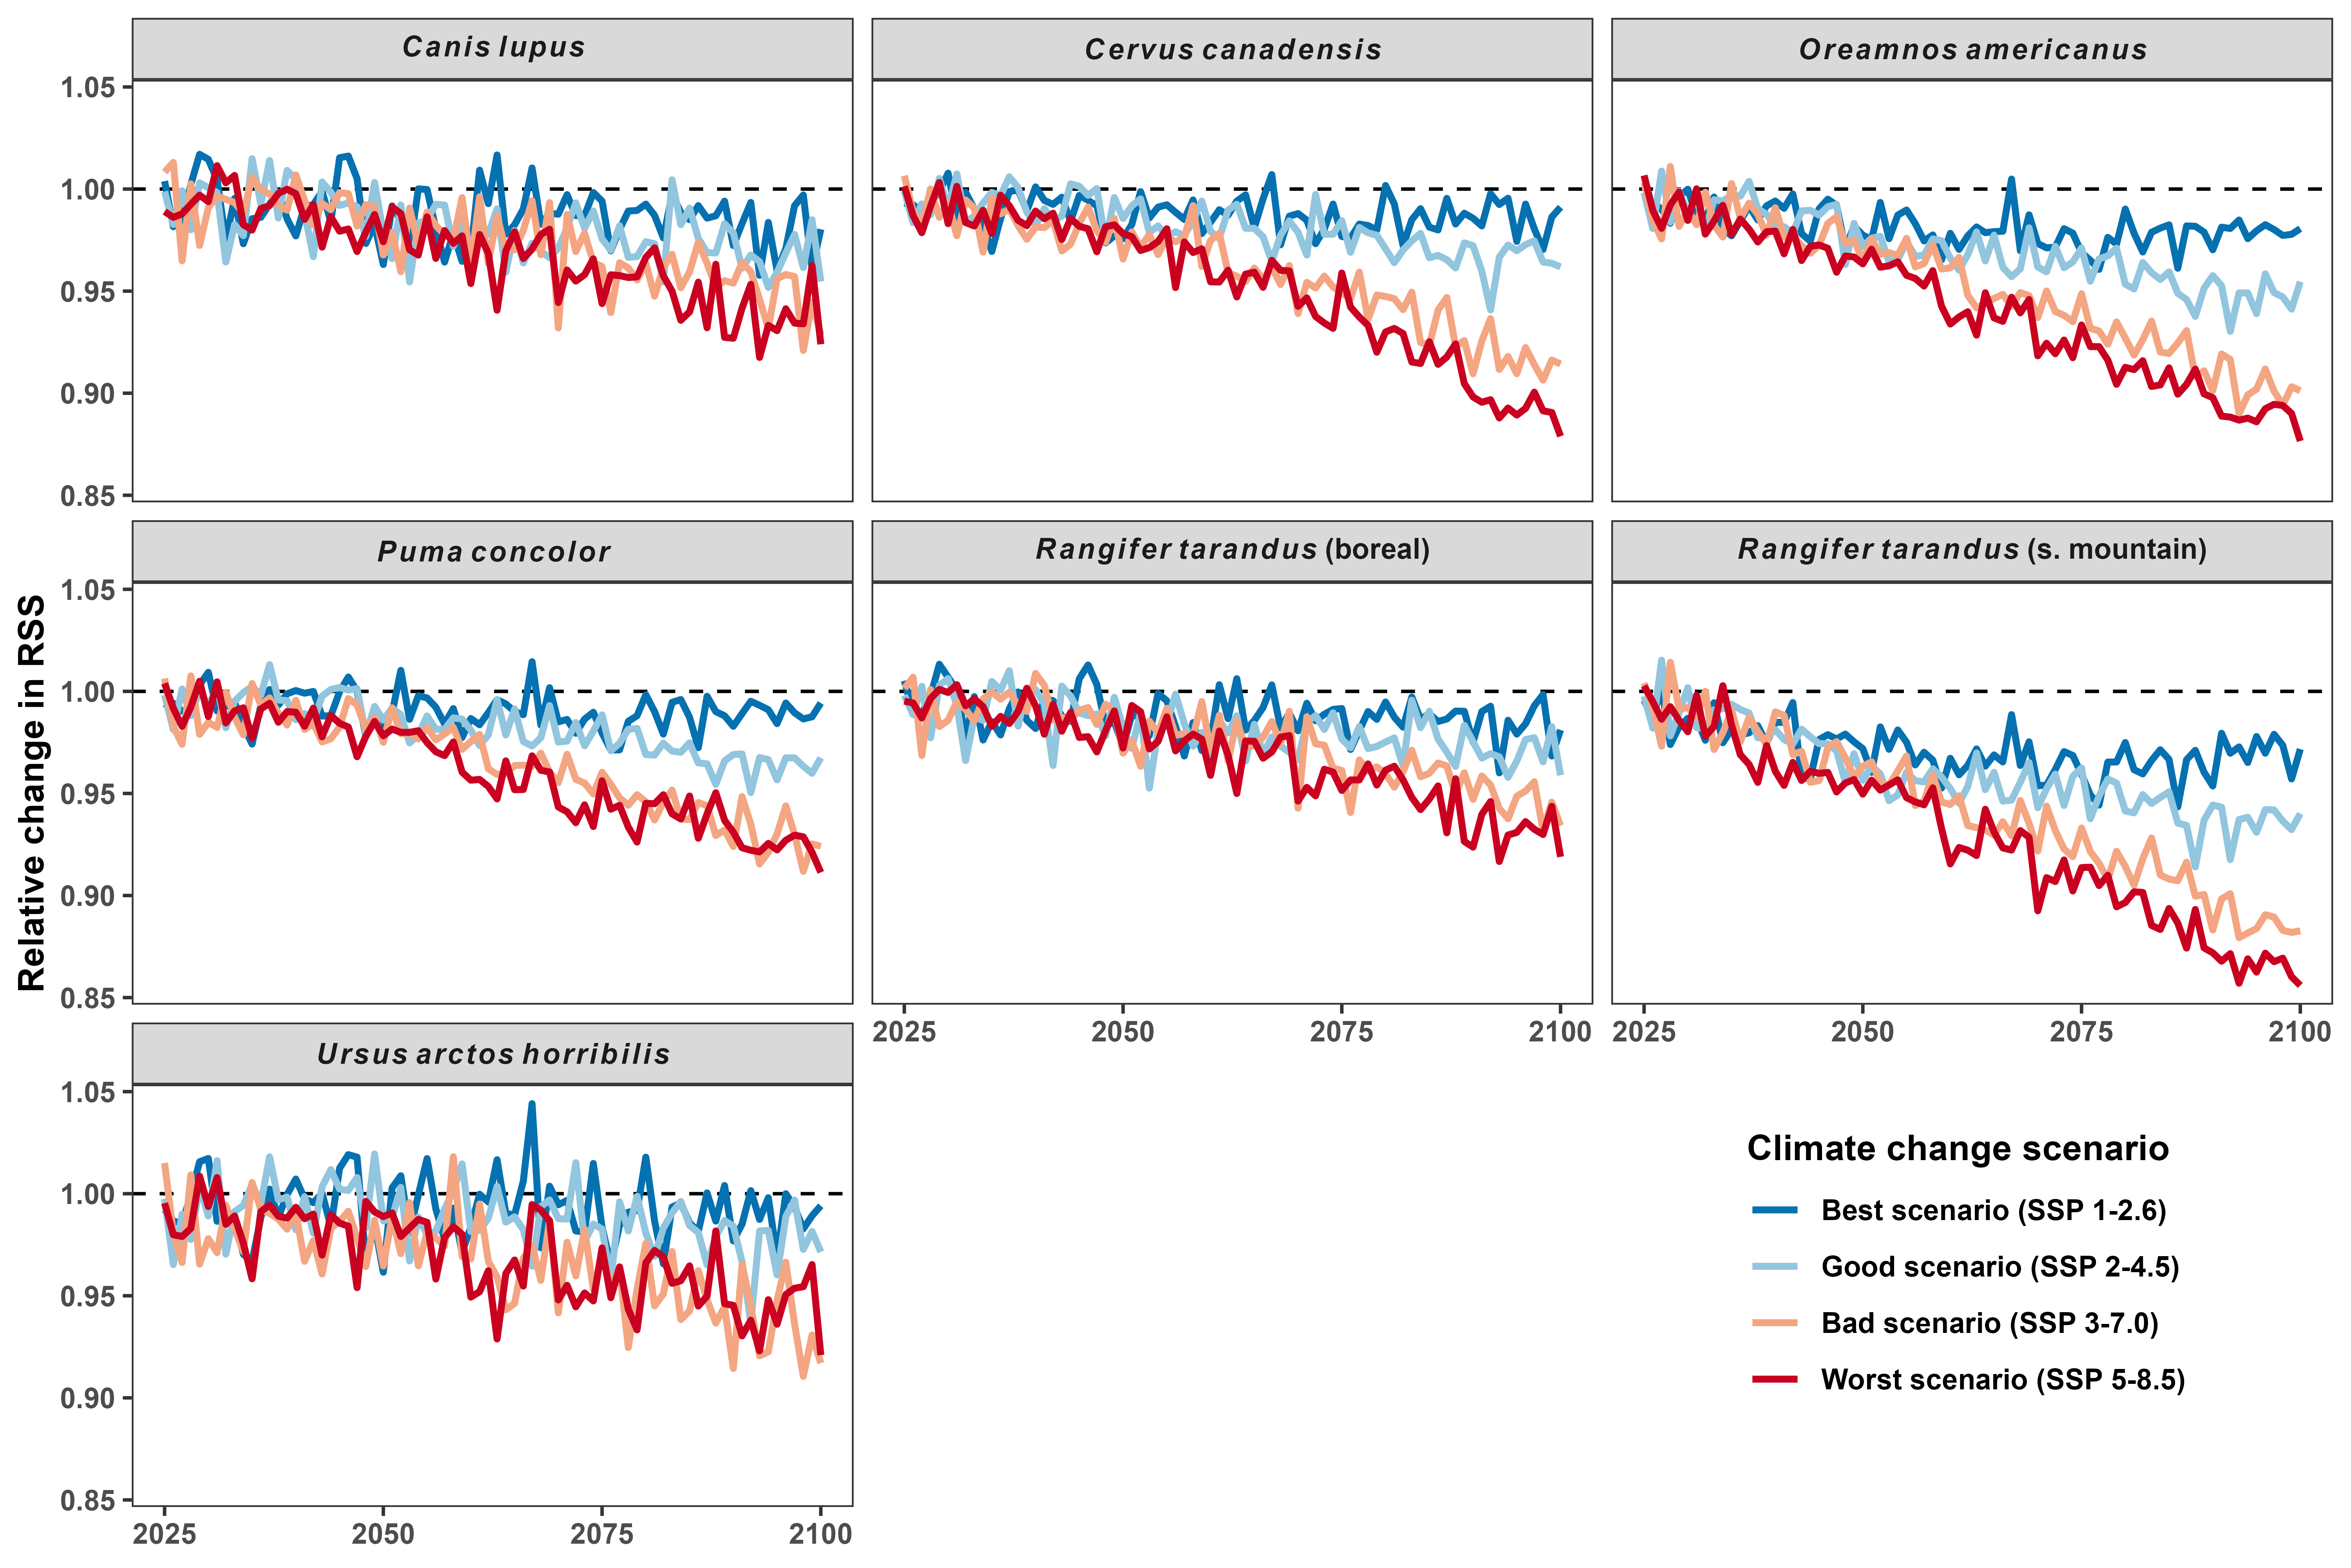 Canis lupus
Cervus canadensis
Oreamnos americanus
1.05
1.00
0.95
0.90
0.85
Puma concolor
Rangifer tarandus (boreal)
Rangifer tarandus (s. mountain)
1.05
1.00
0.95
0.90
0.85
2025 2050 2075 2100
2025 2050 2075 2100
Relative change in RSS
Ursus arctos horribilis
1.05
1.00
0.95
0.90
0.85
2025 2050 2075 2100
Climate change scenario
Best scenario (SSP 1-2.6)
Good scenario (SSP 2-4.5)
Bad scenario (SSP 3-7.0)
Worst scenario (SSP 5-8.5)